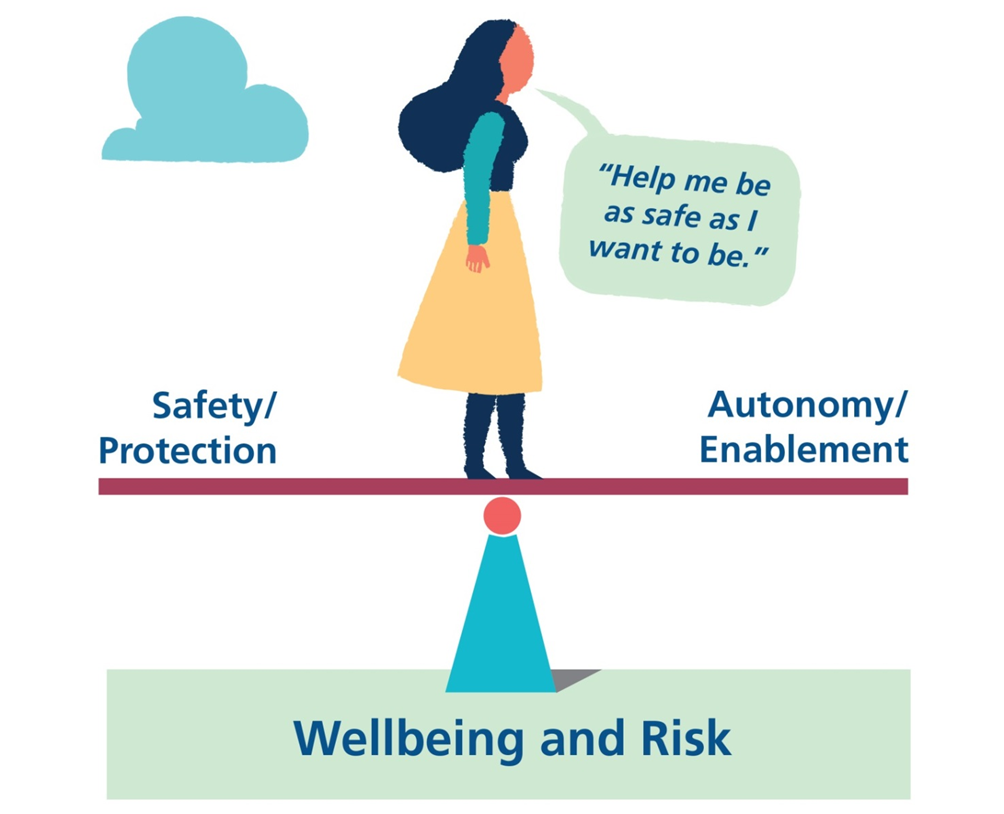 “Help me be
as safe as I
want to be.”
Safety/
Protection
Autonomy/
Enablement
Wellbeing and Risk